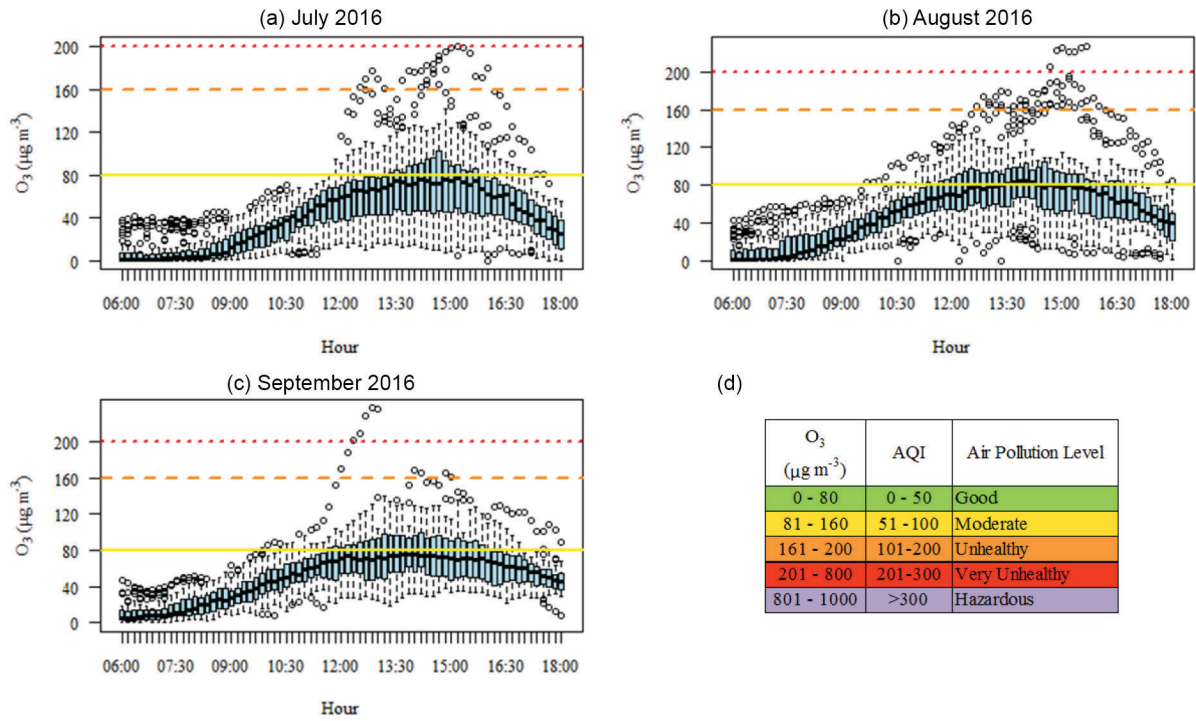 (a) July 2016
200
160
120
80
40
0
O3 (μg m-3)
06:00 07:30 09:00 10:30 12:00 13:30 15:00 16:30 18:00
Hour
(b) August 2016
200
160
120
80
40
0
O3 (μg m-3)
06:00 07:30 09:00 10:30 12:00 13:30 15:00 16:30 18:00
Hour
(c) September 2016
200
160
120
80
40
0
O3 (μg m-3)
06:00 07:30 09:00 10:30 12:00 13:30 15:00 16:30 18:00
Hour
(d)
O3 (μg m-3) AQI Air Pollution Level
0 - 80 0 - 50 Good
81 - 160 51 -100 Moderate
161 - 200 101-200 Unhealthy
201 - 800 201-300 Very Unhealthy
801 - 1000 >300 Hazardous